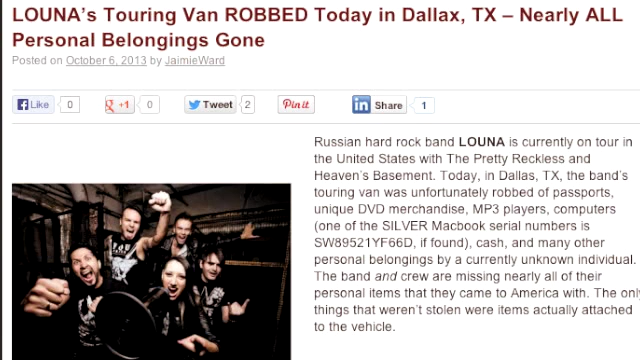 LOUNA’s Touring Van ROBBED Today in Dallax, TX – Nearly ALL
Personal Belongings Gone
Posted on October 6, 2013 by JaimieWard
Like 0 +1 0 Tweet 2 Pin it Share 1
Russian hard rock band LOUNA is currently on tour in
the United States with The Pretty Reckless and
Heaven’s Basement. Today, in Dallas, TX, the band’s
touring van was unfortunately robbed of passports,
unique DVD merchandise, MP3 players, computers
(one of the SILVER Macbook serial numbers is
SW89521YF66D, if found), cash, and many other
personal belongings by a currently unknown individual.
The band and crew are missing nearly all of their
personal items that they came to America with. The only
things that weren’t stolen were items actually attached
to the vehicle.